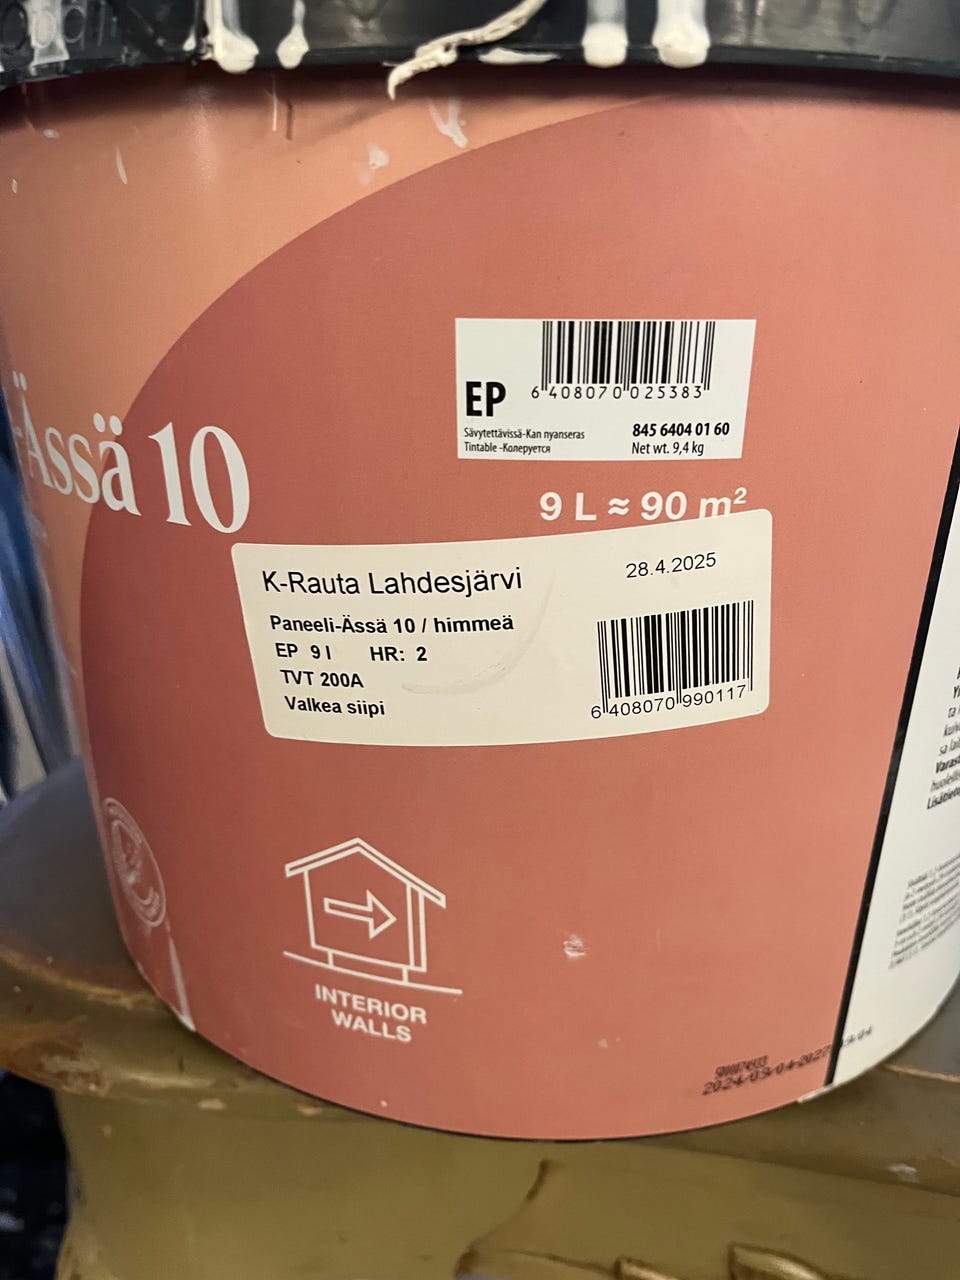 -Ässä 10
EP
6 408070 025383
Sävytettävissä-Kan nyanseras
Tintable -Колеруется
845 6404 01 60
Net wt. 9,4 kg
9 L ≈ 90 m²
K-Rauta Lahdesjärvi
28.4.2025
Paneeli-Ässä 10 / himmeä
EP 9 l HR: 2
TVT 200A
Valkea siipi
6 408070 990117
INTERIOR
WALLS
Varast
Lisätieto